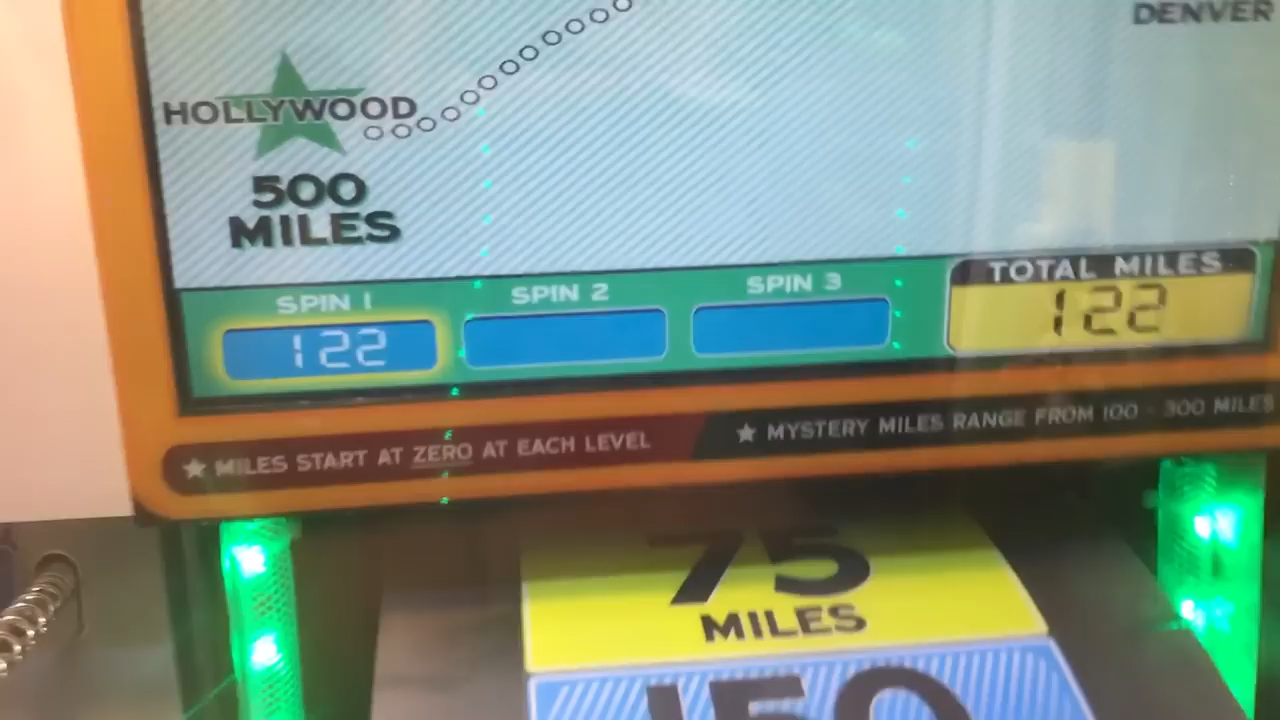 DENVER
HOLLYWOOD
500
MILES
SPIN 1
SPIN 2
SPIN 3
TOTAL MILES
122
122
★ MILES START AT ZERO AT EACH LEVEL
★ MYSTERY MILES RANGE FROM 100 - 300 MILES
75
MILES
150